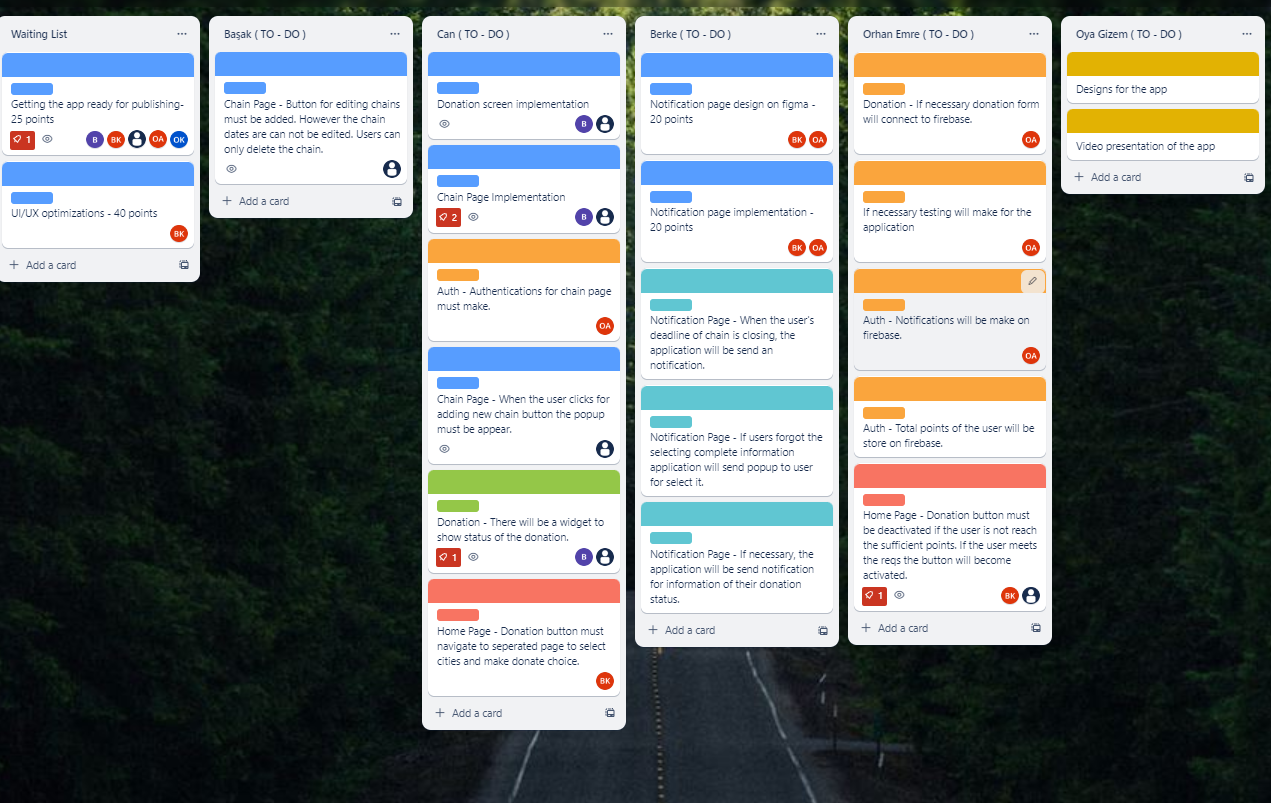 Waiting List
Getting the app ready for publishing-
25 points
1
B BK OA OK
UI/UX optimizations - 40 points
BK
+ Add a card
Başak ( TO - DO )
Chain Page - Button for editing chains
must be added. However the chain
dates are can not be edited. Users can
only delete the chain.
+ Add a card
Can ( TO - DO )
Donation screen implementation
B
Chain Page Implementation
2
B
Auth - Authentications for chain page
must make.
OA
Chain Page - When the user clicks for
adding new chain button the popup
must be appear.
Donation - There will be a widget to
show status of the donation.
1
B
Home Page - Donation button must
navigate to seperated page to select
cities and make donate choice.
BK
+ Add a card
Berke ( TO - DO )
Notification page design on figma -
20 points
BK OA
Notification page implementation -
20 points
BK OA
Notification Page - When the user's
deadline of chain is closing, the
application will be send an
notification.
Notification Page - If users forgot the
selecting complete information
application will send popup to user
for select it.
Notification Page - If necessary, the
application will be send notification
for information of their donation
status.
+ Add a card
Orhan Emre ( TO - DO )
Donation - If necessary donation form
will connect to firebase.
OA
If necessary testing will make for the
application
OA
Auth - Notifications will be make on
firebase.
OA
Auth - Total points of the user will be
store on firebase.
Home Page - Donation button must
be deactivated if the user is not reach
the sufficient points. If the user meets
the reqs the button will become
activated.
1
BK
+ Add a card
Oya Gizem ( TO - DO )
Designs for the app
Video presentation of the app
+ Add a card